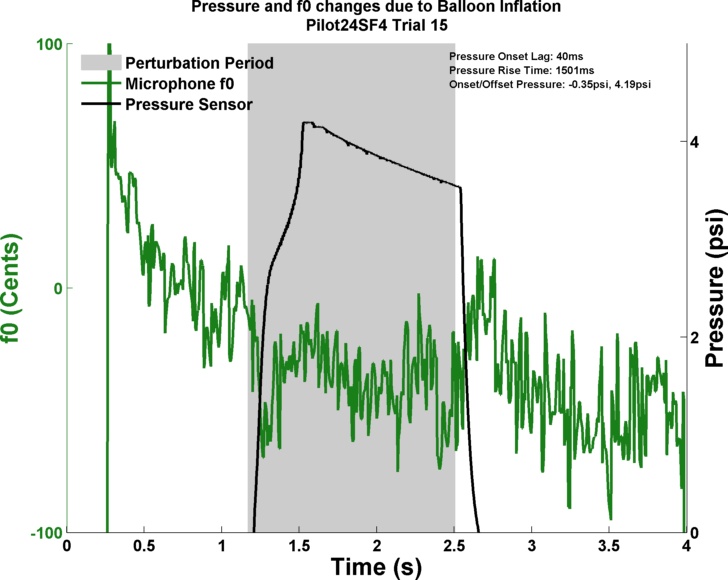 Pressure and f0 changes due to Balloon Inflation
Pilot24SF4 Trial 15
Perturbation Period
Microphone f0
Pressure Sensor
Pressure Onset Lag: 40ms
Pressure Rise Time: 1501ms
Onset/Offset Pressure: -0.35psi, 4.19psi
100
0
-100
f0 (Cents)
4
2
0
Pressure (psi)
0 0.5 1 1.5 2 2.5 3 3.5 4
Time (s)